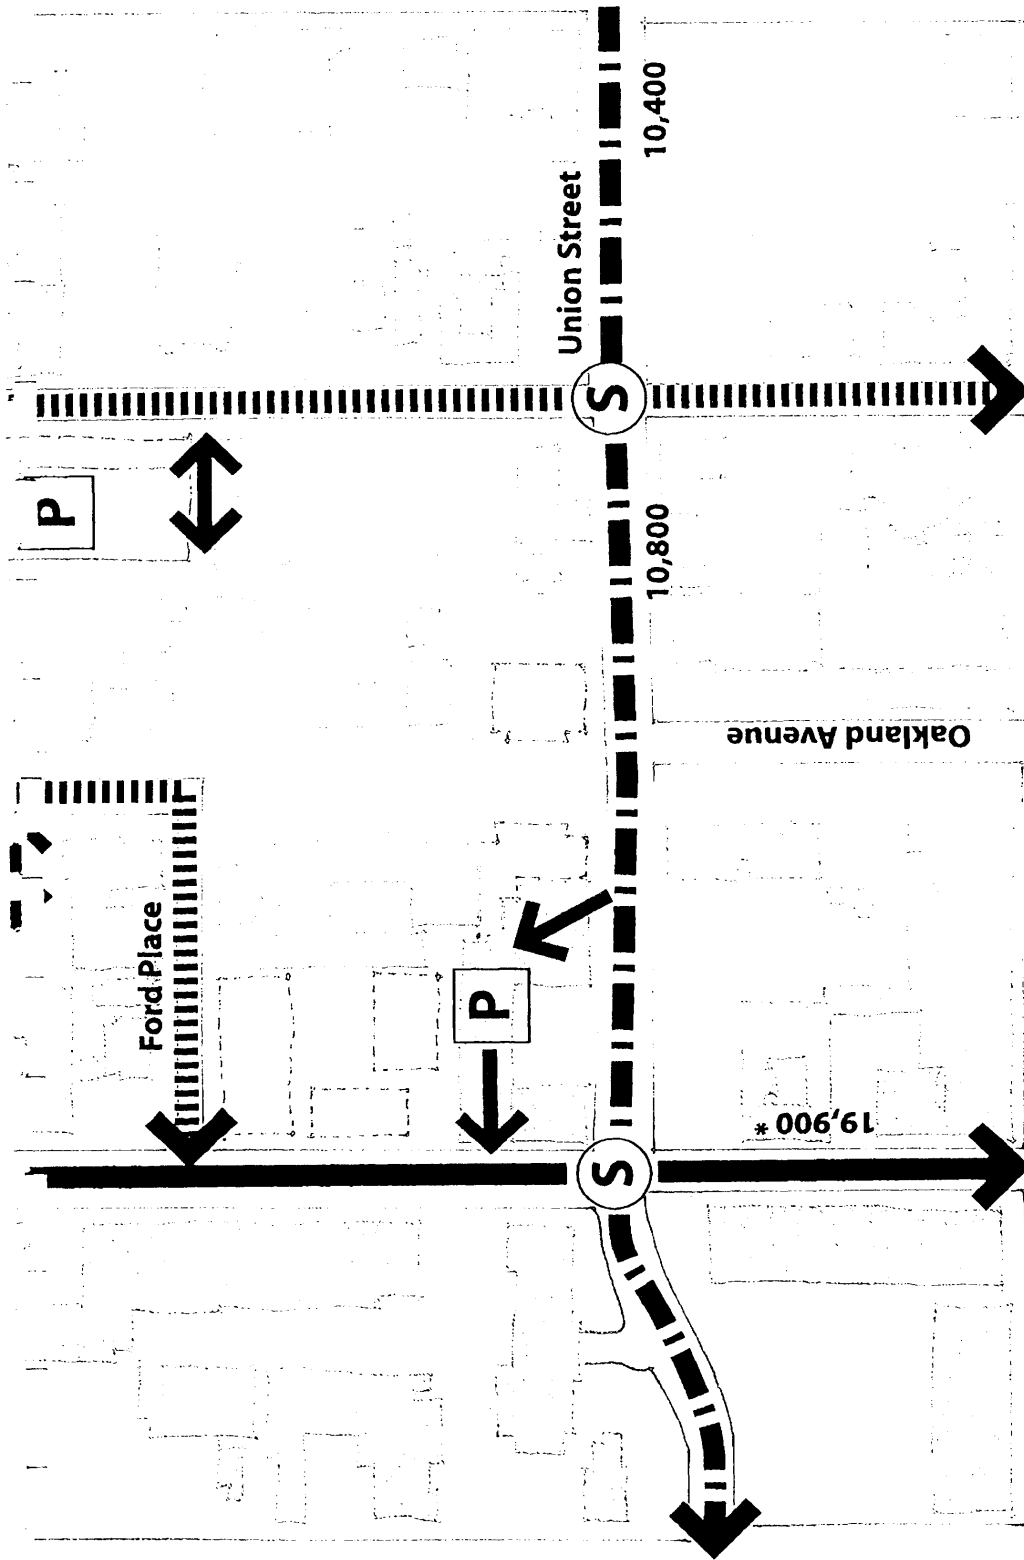 10,400
Union Street
S
P
10,800
Oakland Avenue
Ford Place
P
19,900 *
S